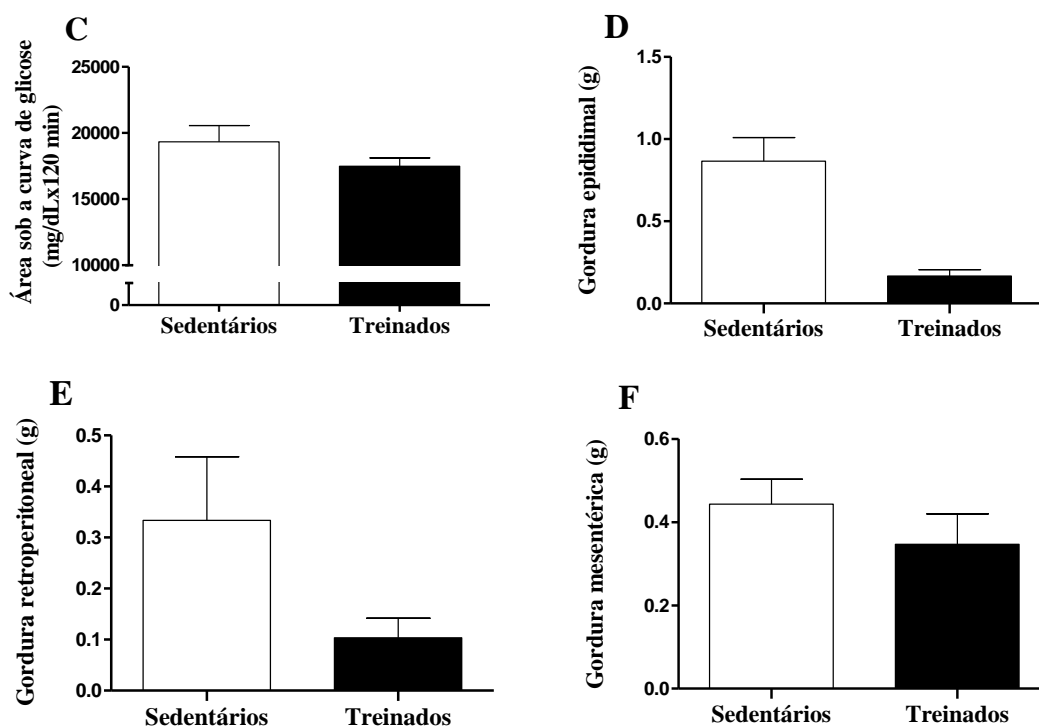 C
Área sob a curva de glicose
(mg/dLx120 min)
25000
20000
15000
10000
0
Sedentários Treinados
D
Gordura epididimal (g)
1.5
1.0
0.5
0.0
Sedentários Treinados
E
Gordura retroperitoneal (g)
0.5
0.4
0.3
0.2
0.1
0.0
Sedentários Treinados
F
Gordura mesentérica (g)
0.6
0.4
0.2
0.0
Sedentários Treinados